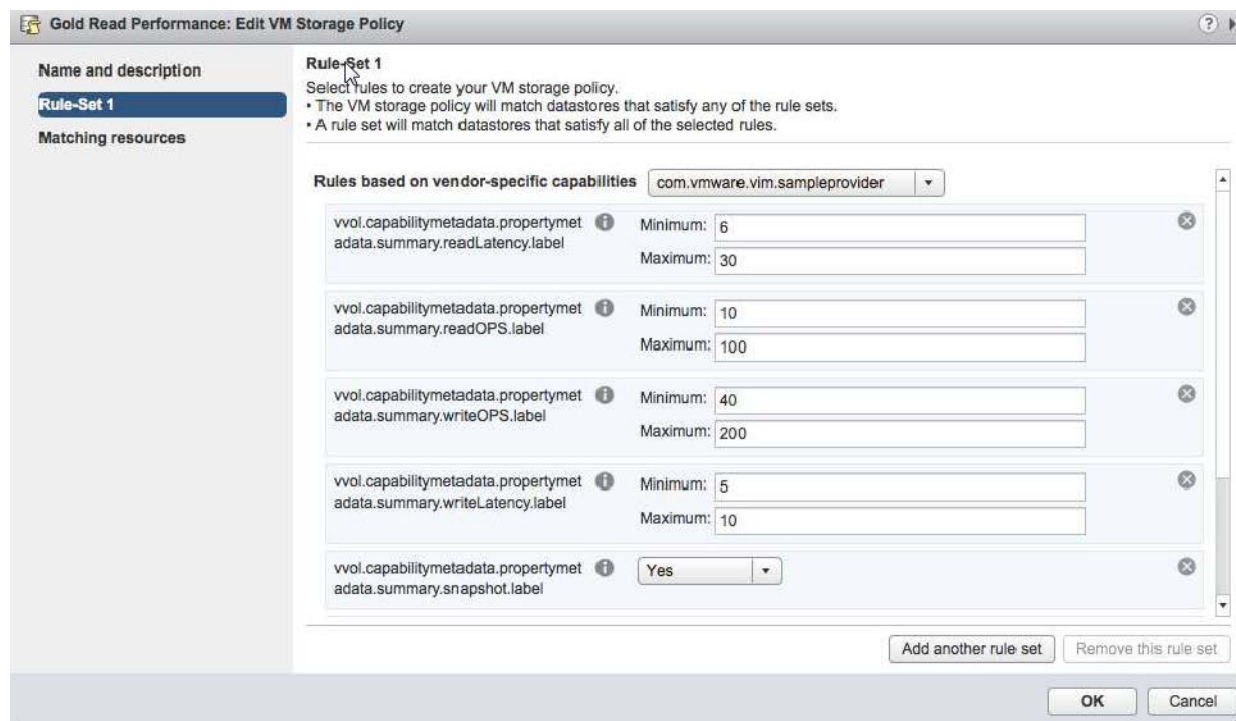 Gold Read Performance: Edit VM Storage Policy
?
Name and description
Rule-Set 1
Matching resources
Rule-Set 1
Select rules to create your VM storage policy.
• The VM storage policy will match datastores that satisfy any of the rule sets.
• A rule set will match datastores that satisfy all of the selected rules.
Rules based on vendor-specific capabilities com.vmware.vim.sampleprovider
vvol.capabilitymetadata.propertymet Minimum: 6
adata.summary.readLatency.label
Maximum: 30
vvol.capabilitymetadata.propertymet Minimum: 10
adata.summary.readOPS.label
Maximum: 100
vvol.capabilitymetadata.propertymet Minimum: 40
adata.summary.writeOPS.label
Maximum: 200
vvol.capabilitymetadata.propertymet Minimum: 5
adata.summary.writeLatency.label
Maximum: 10
vvol.capabilitymetadata.propertymet Yes
adata.summary.snapshot.label
Add another rule set Remove this rule set
OK Cancel